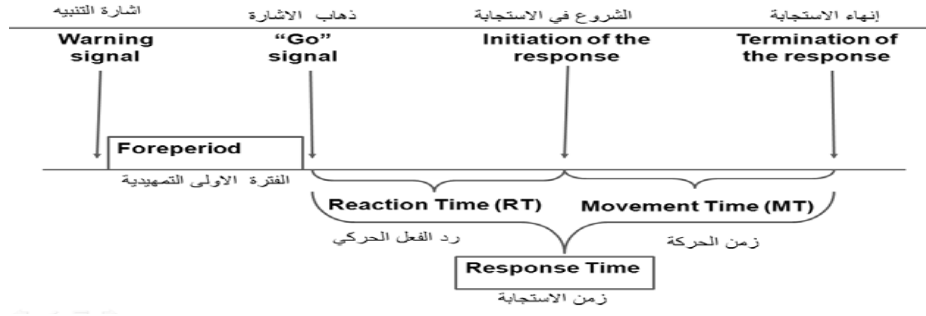 اشارة التنبيه
ذهاب الاشارة
الشروع في الاستجابة
إنهاء الاستجابة
Warning signal
“Go” signal
Initiation of the response
Termination of the response
Foreperiod
الفترة الاولى التمهيدية
Reaction Time (RT)
Movement Time (MT)
رد الفعل الحركي
زمن الحركة
Response Time
زمن الاستجابة